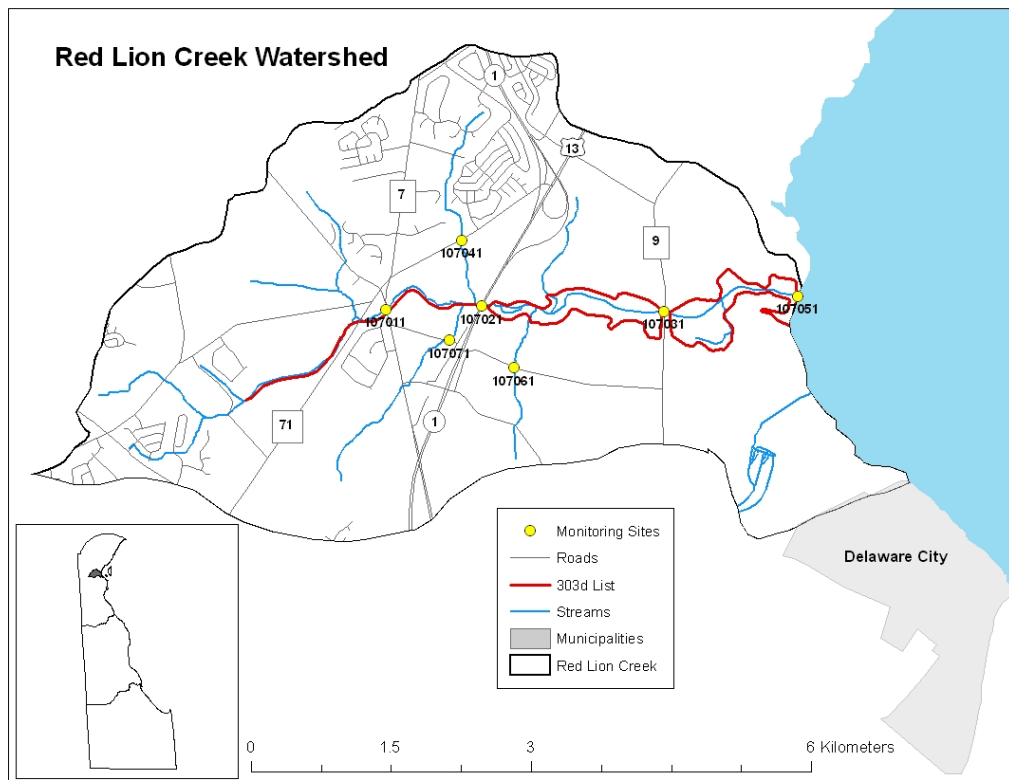 Red Lion Creek Watershed
1
13
7
9
107041
107011
107021
107031
107051
107071
107061
71
1
Monitoring Sites
Roads
303d List
Streams
Municipalities
Red Lion Creek
Delaware City
0
1.5
3
6 Kilometers